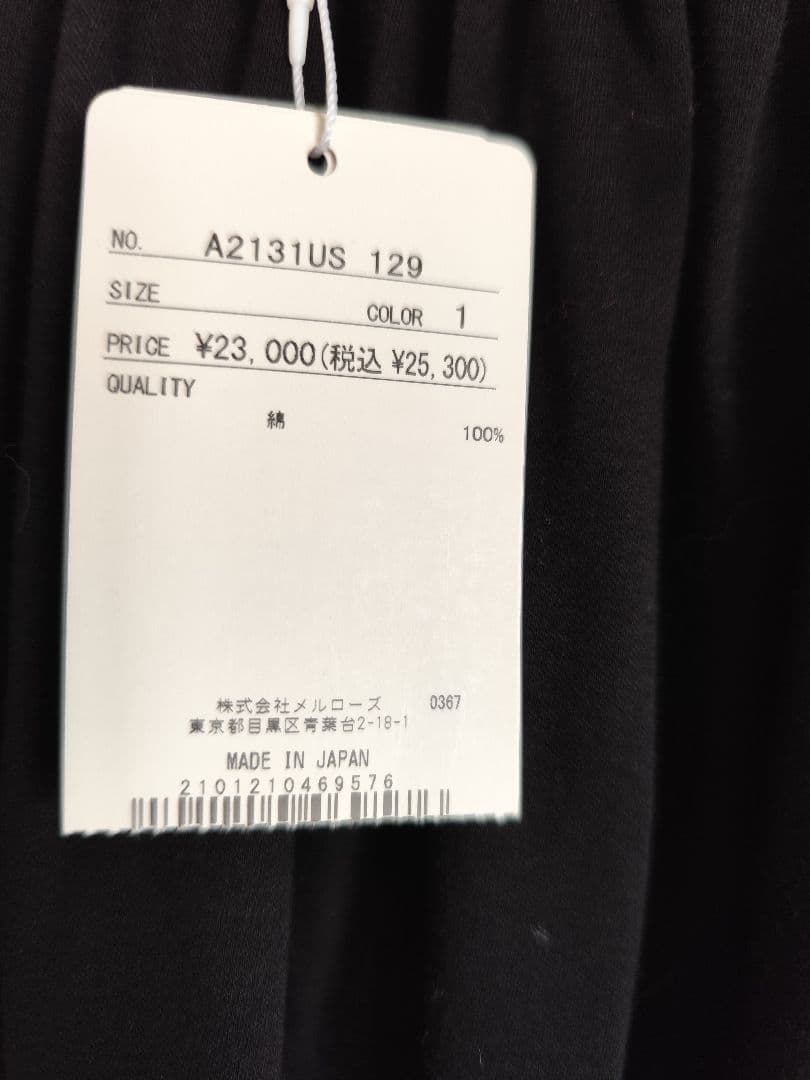 NO. A2131US 129
SIZE
COLOR 1
PRICE ¥23,000(税込 ¥25,300)
QUALITY
綿 100%
株式会社メルローズ 0367
東京都目黒区青葉台2-18-1
MADE IN JAPAN
2101210469576